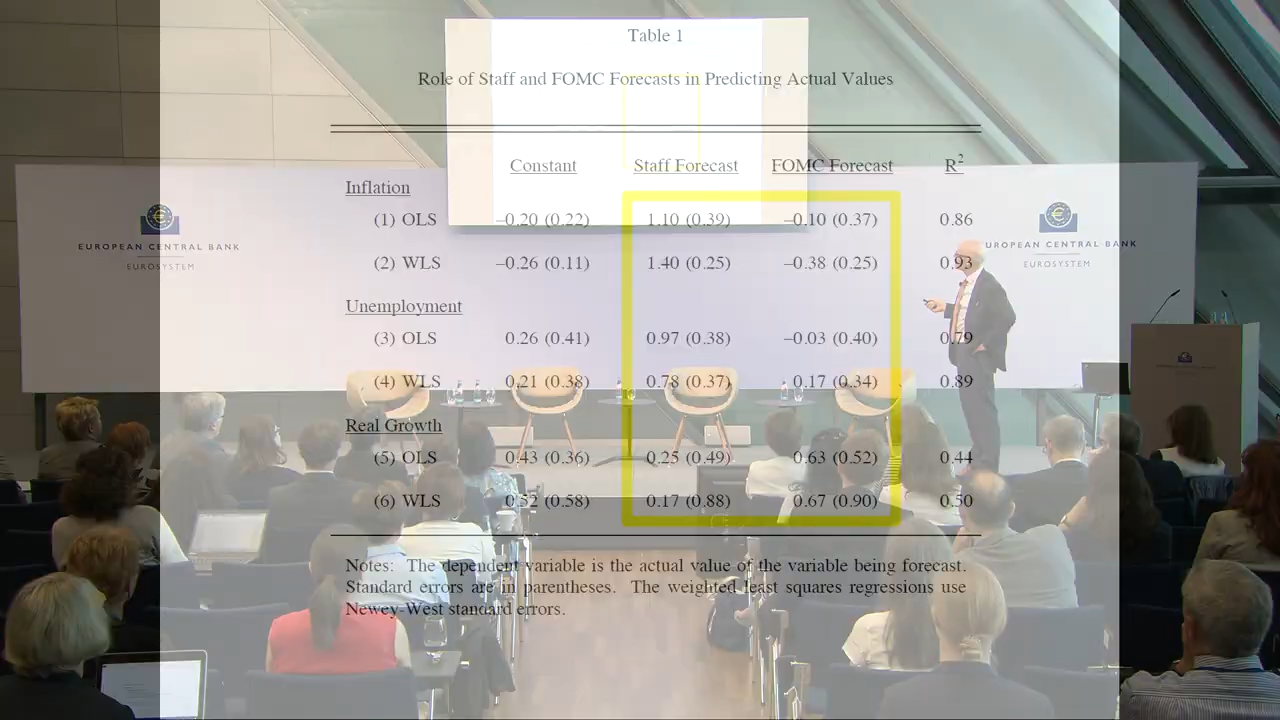 Table 1
Role of Staff and FOMC Forecasts in Predicting Actual Values
Constant Staff Forecast FOMC Forecast R²
Inflation
(1) OLS –0.20 (0.22) 1.10 (0.39) –0.10 (0.37) 0.86
(2) WLS –0.26 (0.11) 1.40 (0.25) –0.38 (0.25) 0.93
Unemployment
(3) OLS 0.26 (0.41) 0.97 (0.38) –0.03 (0.40) 0.79
(4) WLS 0.21 (0.38) 0.78 (0.37) 0.17 (0.34) 0.89
Real Growth
(5) OLS 0.43 (0.36) 0.25 (0.49) 0.63 (0.52) 0.44
(6) WLS 0.52 (0.58) 0.17 (0.88) 0.67 (0.90) 0.50
Notes: The dependent variable is the actual value of the variable being forecast.
Standard errors are in parentheses. The weighted least squares regressions use
Newey-West standard errors.
EUROPEAN CENTRAL BANK
EUROSYSTEM
EUROPEAN CENTRAL BANK
EUROSYSTEM